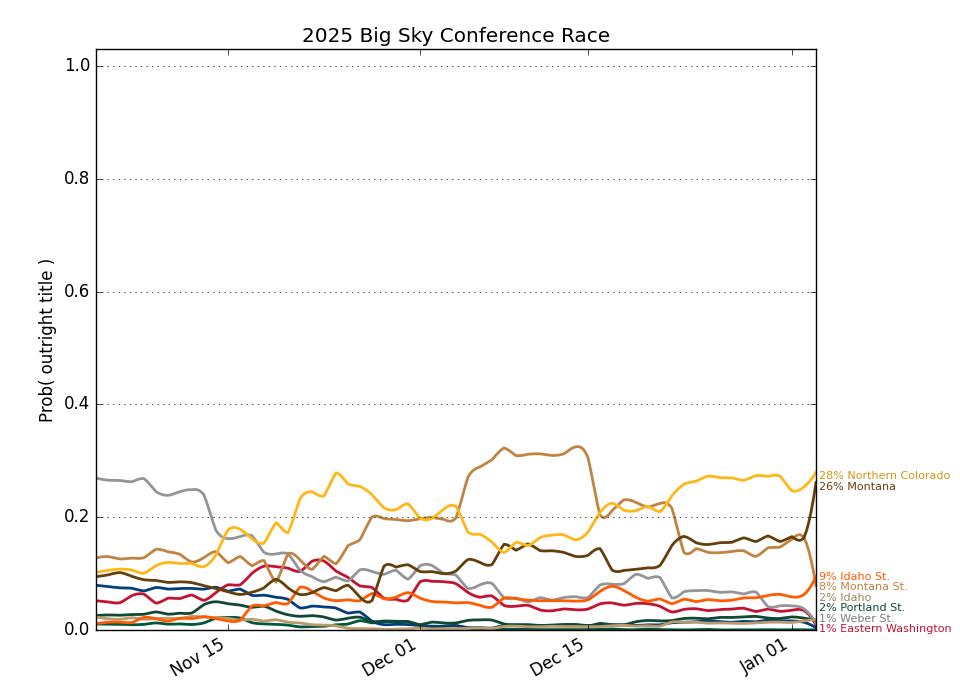 2025 Big Sky Conference Race
1.0
0.8
0.6
0.4
0.2
0.0
Prob( outright title )
28% Northern Colorado
26% Montana
9% Idaho St.
8% Montana St.
2% Idaho
2% Portland St.
1% Weber St.
1% Eastern Washington
Nov 15
Dec 01
Dec 15
Jan 01